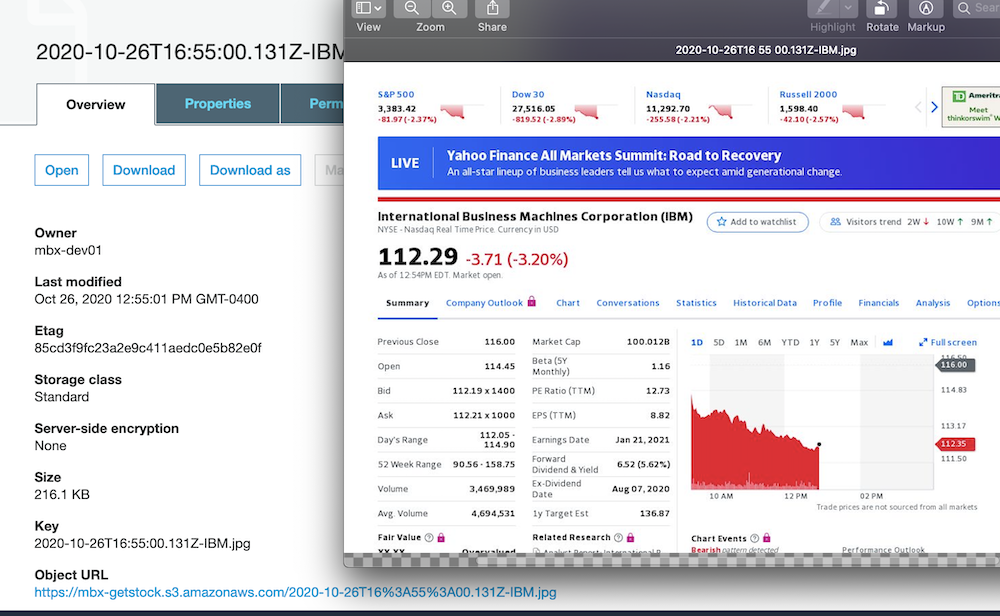 2020-10-26T16:55:00.131Z-IBM
Overview
Properties
Perm
Open
Download
Download as
Ma
Owner
mbx-dev01
Last modified
Oct 26, 2020 12:55:01 PM GMT-0400
Etag
85cd3f9fc23a2e9c411aedc0e5b82e0f
Storage class
Standard
Server-side encryption
None
Size
216.1 KB
Key
2020-10-26T16:55:00.131Z-IBM.jpg
Object URL
https://mbx-getstock.s3.amazonaws.com/2020-10-26T16%3A55%3A00.131Z-IBM.jpg
View
Zoom
Share
Highlight
Rotate
Markup
Sear
2020-10-26T16 55 00.131Z-IBM.jpg
S&P 500
3,383.42
-81.97 (-2.37%)
Dow 30
27,516.05
-819.52 (-2.89%)
Nasdaq
11,292.70
-255.58 (-2.21%)
Russell 2000
1,598.40
-42.10 (-2.57%)
TD Ameritra
Meet
thinkorswim® W
LIVE
Yahoo Finance All Markets Summit: Road to Recovery
An all-star lineup of business leaders tell us what to expect amid generational change.
International Business Machines Corporation (IBM)
NYSE - Nasdaq Real Time Price. Currency in USD
Add to watchlist
Visitors trend 2W ↓ 10W ↑ 9M ↑
112.29 -3.71 (-3.20%)
As of 12:54PM EDT. Market open.
Summary
Company Outlook
Chart
Conversations
Statistics
Historical Data
Profile
Financials
Analysis
Options
Previous Close 116.00
Open 114.45
Bid 112.19 x 1400
Ask 112.21 x 1000
Day's Range 112.05 -
114.90
52 Week Range 90.56 - 158.75
Volume 3,469,989
Avg. Volume 4,694,531
Fair Value
XX.XX Overvalued
Market Cap 100.012B
Beta (5Y
Monthly) 1.16
PE Ratio (TTM) 12.73
EPS (TTM) 8.82
Earnings Date Jan 21, 2021
Forward
Dividend & Yield 6.52 (5.62%)
Ex-Dividend
Date Aug 07, 2020
1y Target Est 136.87
Related Research
Analyst Report: International B
1D 5D 1M 6M YTD 1Y 5Y Max
Full screen
116.50
116.00
114.83
113.17
112.35
111.50
10 AM
12 PM
02 PM
Trade prices are not sourced from all markets
Chart Events
Bearish pattern detected
Performance Outlook